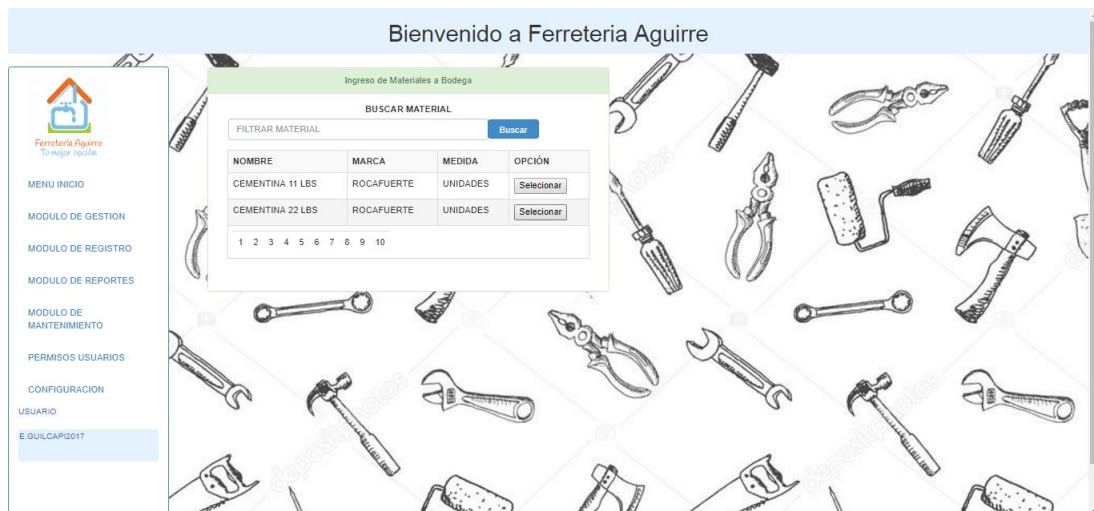 Bienvenido a Ferreteria Aguirre
Ferretería Aguirre
Tu mejor opción
MENU INICIO
MODULO DE GESTION
MODULO DE REGISTRO
MODULO DE REPORTES
MODULO DE
MANTENIMIENTO
PERMISOS USUARIOS
CONFIGURACION
USUARIO
E.GUILCAPI2017
Ingreso de Materiales a Bodega
BUSCAR MATERIAL
FILTRAR MATERIAL Buscar
NOMBRE MARCA MEDIDA OPCIÓN
CEMENTINA 11 LBS ROCAFUERTE UNIDADES Selecionar
CEMENTINA 22 LBS ROCAFUERTE UNIDADES Selecionar
1 2 3 4 5 6 7 8 9 10
depositphotos